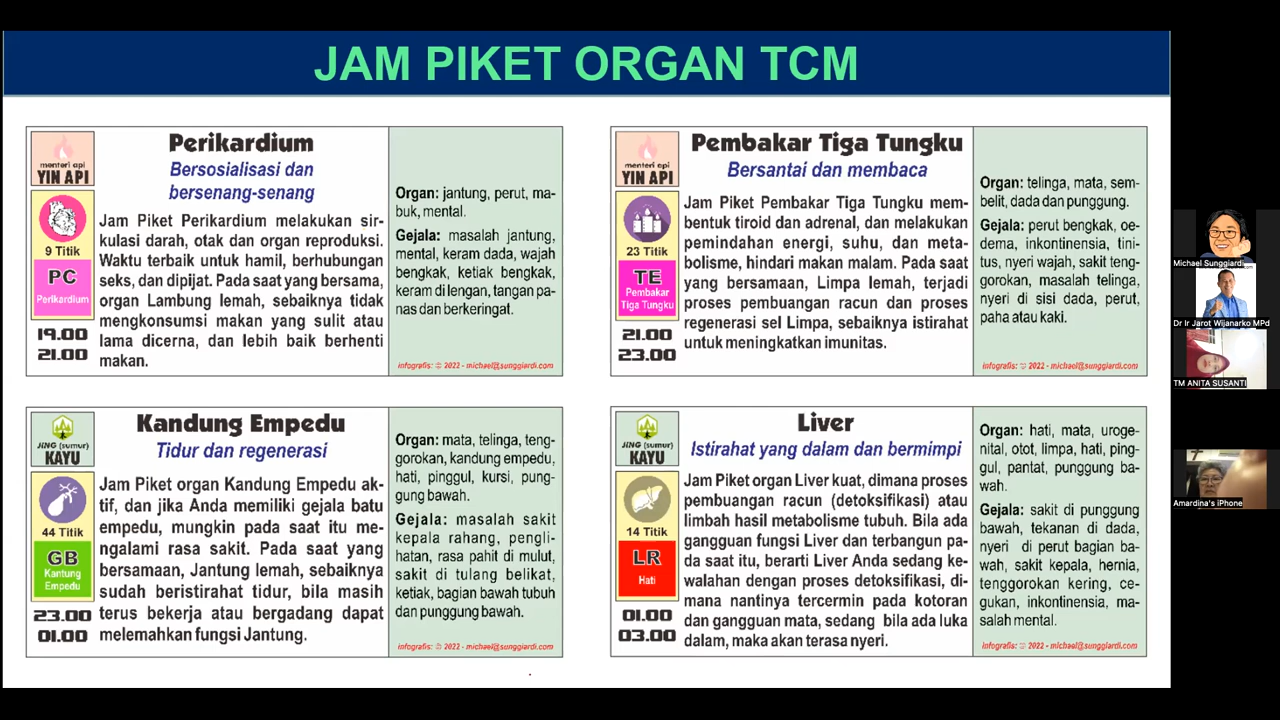 JAM PIKET ORGAN TCM
menteri api
YIN API
9 Titik
PC
Perikardium
19.00
21.00
Perikardium
Bersosialisasi dan
bersenang-senang
Jam Piket Perikardium melakukan sir-
kulasi darah, otak dan organ reproduksi.
Waktu terbaik untuk hamil, berhubungan
seks, dan dipijat. Pada saat yang bersama,
organ Lambung lemah, sebaiknya tidak
mengkonsumsi makan yang sulit atau
lama dicerna, dan lebih baik berhenti
makan.
Organ: jantung, perut, ma-
buk, mental.
Gejala: masalah jantung,
mental, keram dada, wajah
bengkak, ketiak bengkak,
keram di lengan, tangan pa-
nas dan berkeringat.
infografis: © 2022 - michael@sunggiardi.com
menteri api
YIN API
23 Titik
TE
Pembakar
Tiga Tungku
21.00
23.00
Pembakar Tiga Tungku
Bersantai dan membaca
Jam Piket Pembakar Tiga Tungku mem-
bentuk tiroid dan adrenal, dan melakukan
pemindahan energi, suhu, dan meta-
bolisme, hindari makan malam. Pada saat
yang bersamaan, Limpa lemah, terjadi
proses pembuangan racun dan proses
regenerasi sel Limpa, sebaiknya istirahat
untuk meningkatkan imunitas.
Organ: telinga, mata, sem-
belit, dada dan punggung.
Gejala: perut bengkak, oe-
dema, inkontinensia, tini-
tus, nyeri wajah, sakit teng-
gorokan, masalah telinga,
nyeri di sisi dada, perut,
paha atau kaki.
infografis: © 2022 - michael@sunggiardi.com
JING (sumur)
KAYU
44 Titik
GB
Kantung
Empedu
23.00
01.00
Kandung Empedu
Tidur dan regenerasi
Jam Piket organ Kandung Empedu ak-
tif, dan jika Anda memiliki gejala batu
empedu, mungkin pada saat itu me-
ngalami rasa sakit. Pada saat yang
bersamaan, Jantung lemah, sebaiknya
sudah beristirahat tidur, bila masih
terus bekerja atau bergadang dapat
melemahkan fungsi Jantung.
Organ: mata, telinga, teng-
gorokan, kandung empedu,
hati, pinggul, kursi, pung-
gung bawah.
Gejala: masalah sakit
kepala rahang, pengli-
hatan, rasa pahit di mulut,
sakit di tulang belikat,
ketiak, bagian bawah tubuh
dan punggung bawah.
infografis: © 2022 - michael@sunggiardi.com
JING (sumur)
KAYU
14 Titik
LR
Hati
01.00
03.00
Liver
Istirahat yang dalam dan bermimpi
Jam Piket organ Liver kuat, dimana proses
pembuangan racun (detoksifikasi) atau
limbah hasil metabolisme tubuh. Bila ada
gangguan fungsi Liver dan terbangun pa-
da saat itu, berarti Liver Anda sedang ke-
walahan dengan proses detoksifikasi, di-
mana nantinya tercermin pada kotoran
dan gangguan mata, sedang bila ada luka
dalam, maka akan terasa nyeri.
Organ: hati, mata, uroge-
nital, otot, limpa, hati, ping-
gul, pantat, punggung ba-
wah.
Gejala: sakit di punggung
bawah, tekanan di dada,
nyeri di perut bagian ba-
wah, sakit kepala, hernia,
tenggorokan kering, ce-
gukan, inkontinensia, ma-
salah mental.
infografis: © 2022 - michael@sunggiardi.com
Michael Sunggiardi
Dr Ir Jarot Wijanarko MPd
TM ANITA SUSANTI
Amardina's iPhone